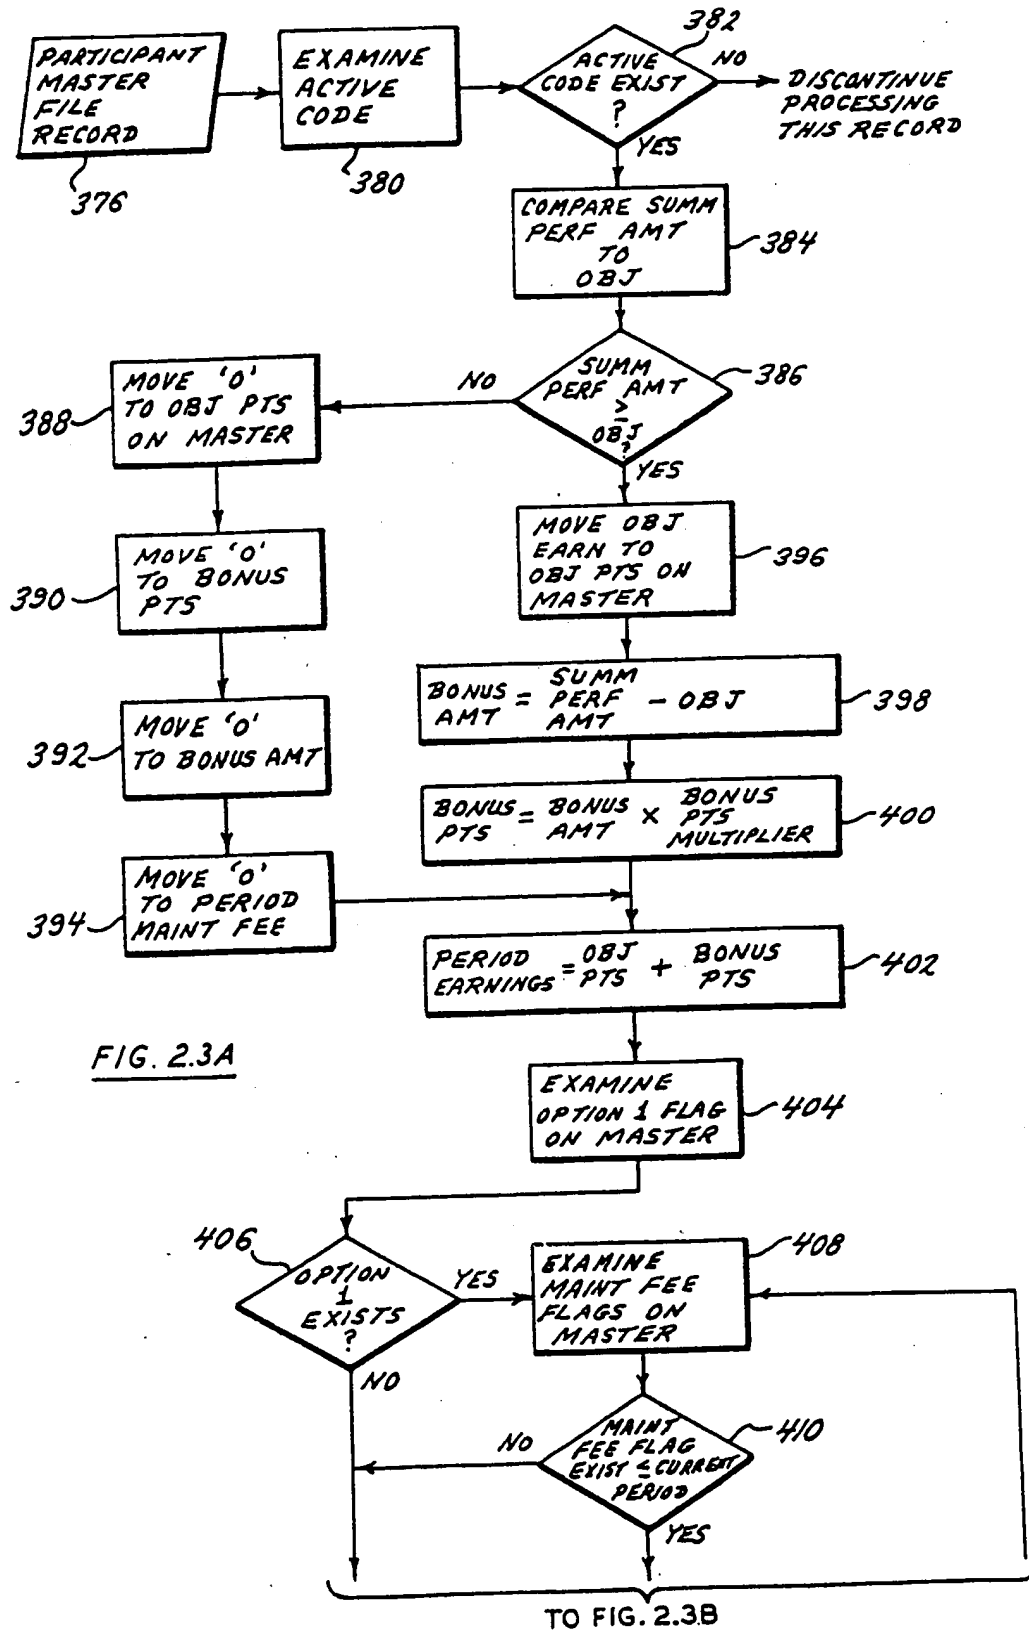 PARTICIPANT
MASTER
FILE
RECORD
376
EXAMINE
ACTIVE
CODE
380
382
ACTIVE
CODE EXIST
?
NO
DISCONTINUE
PROCESSING
THIS RECORD
YES
COMPARE SUMM
PERF AMT
TO
OBJ
384
SUMM
PERF AMT
≥
OBJ
?
386
NO
YES
MOVE '0'
TO OBJ PTS
ON MASTER
388
MOVE '0'
TO BONUS
PTS
390
MOVE '0'
TO BONUS AMT
392
MOVE '0'
TO PERIOD
MAINT FEE
394
MOVE OBJ
EARN TO
OBJ PTS ON
MASTER
396
BONUS AMT = SUMM PERF AMT - OBJ
398
BONUS PTS = BONUS AMT × BONUS PTS MULTIPLIER
400
PERIOD EARNINGS = OBJ PTS + BONUS PTS
402
FIG. 2.3A
EXAMINE
OPTION 1 FLAG
ON MASTER
404
406
OPTION
1
EXISTS
?
YES
NO
408
EXAMINE
MAINT FEE
FLAGS ON
MASTER
MAINT
FEE FLAG
EXIST ≤ CURRENT
PERIOD
410
NO
YES
TO FIG. 2.3B